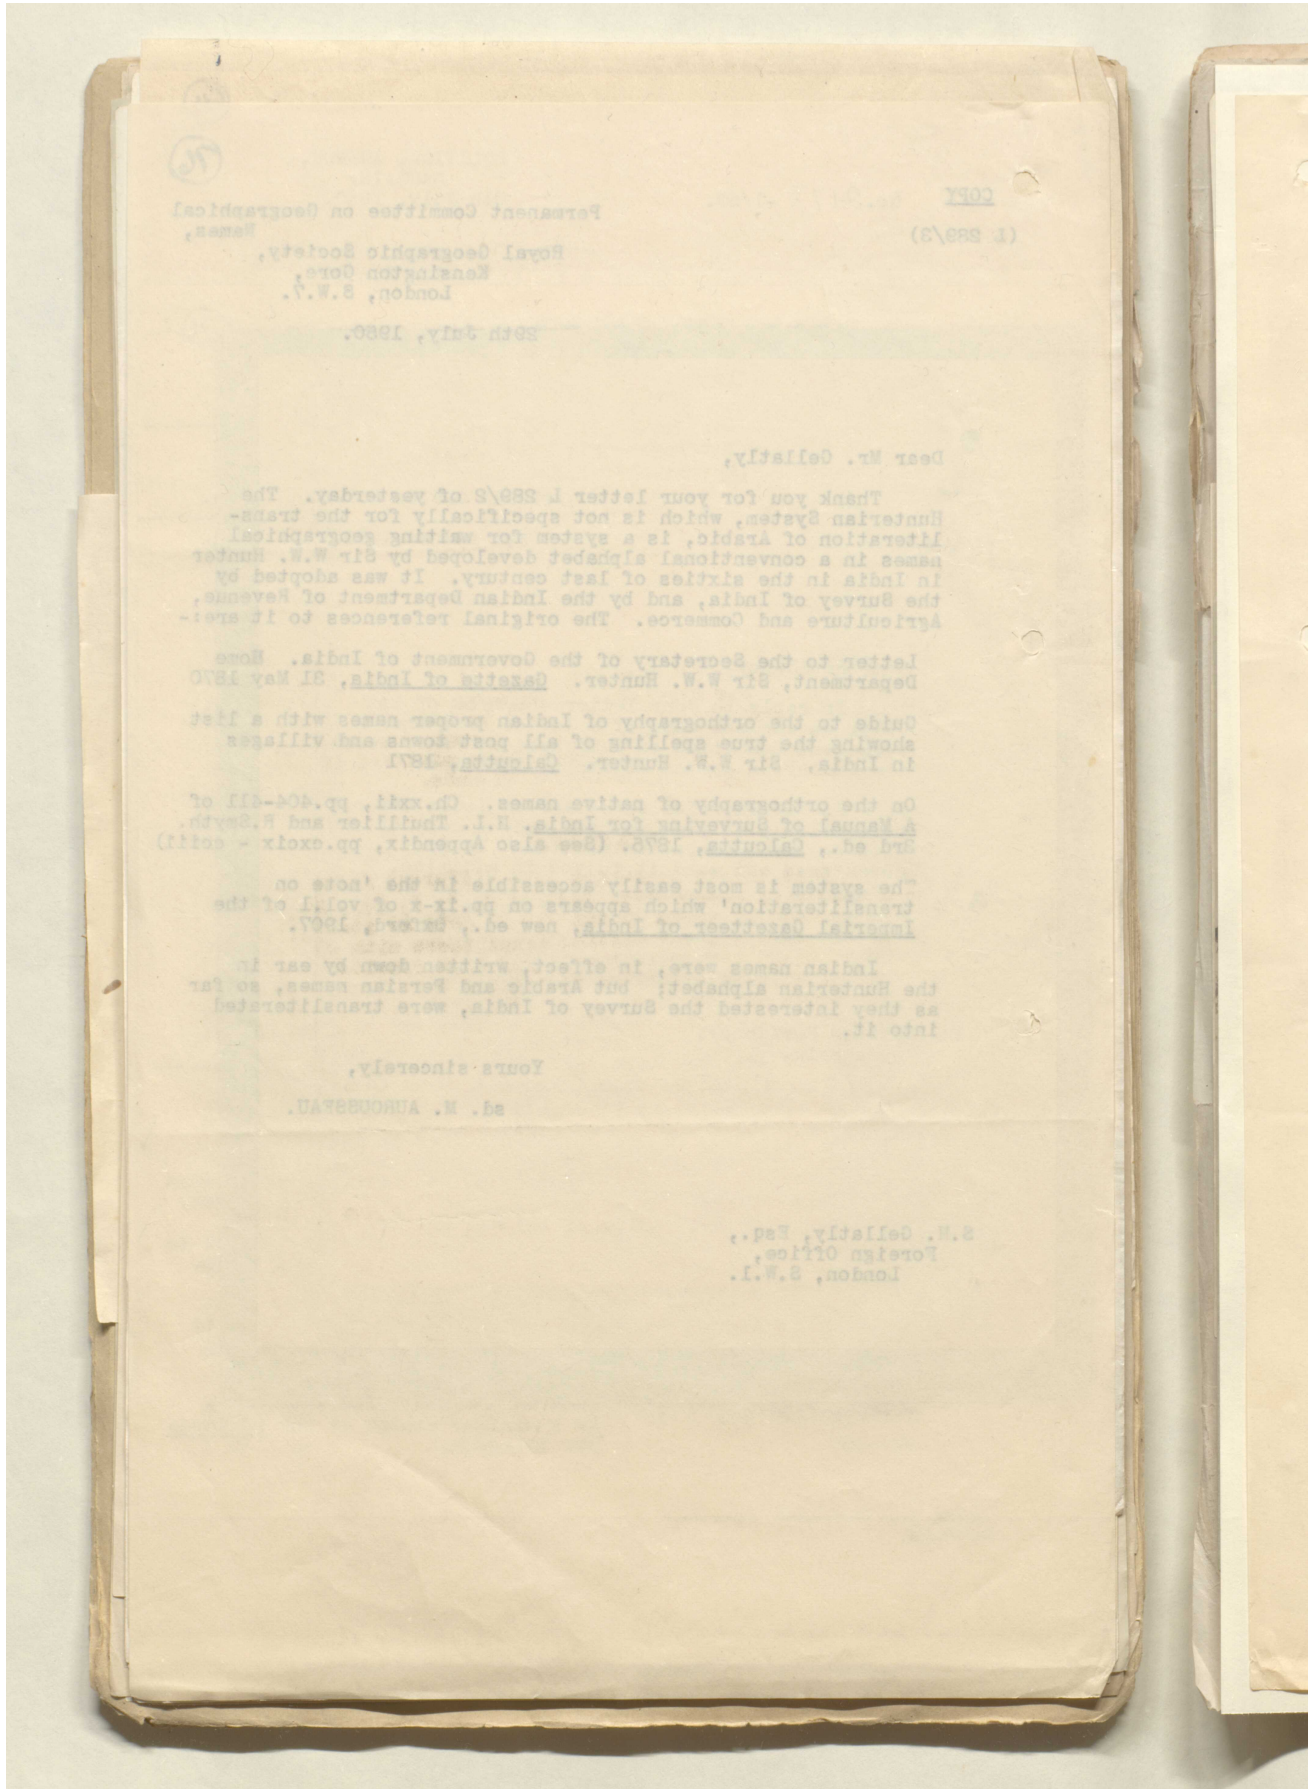 COPY
(L 289/3)
Permanent Committee on Geographical
Names,
Royal Geographic Society,
Kensington Gore,
London, S.W.7.
29th July, 1950.
Dear Mr. Gellatly,
Thank you for your letter L 289/2 of yesterday. The
Hunterian System, which is not specifically for the trans-
literation of Arabic, is a system for waiting geographical
names in a conventional alphabet developed by Sir W.W. Hunter
in India in the sixties of last century. It was adopted by
the Survey of India, and by the Indian Department of Revenue,
Agriculture and Commerce. The original references to it are:-
Letter to the Secretary of the Government of India. Home
Department, Sir W.W. Hunter. Gazette of India, 21 May 1870
Guide to the orthography of Indian proper names with a list
showing the true spelling of all post towns and villages
in India, Sir W.W. Hunter. Calcutta, 1871
On the orthography of native names. Ch.xxii, pp.404-411 of
A Manual of Surveying for India, H.L. Thuillier and R.Smyth.
3rd ed., Calcutta, 1875. (See also Appendix, pp.cxcix - cciii)
The system is most easily accessible in the 'note on
transliteration' which appears on pp.ix-x of vol.1 of the
Imperial Gazetteer of India, new ed., Oxford, 1907.
Indian names were, in effect, written down by ear in
the Hunterian alphabet; but Arabic and Persian names, so far
as they interested the Survey of India, were transliterated
into it.
Yours sincerely,
sd. M. AUROUSSEAU.
S.H. Gellatly, Esq.,
Foreign Office,
London, S.W.1.